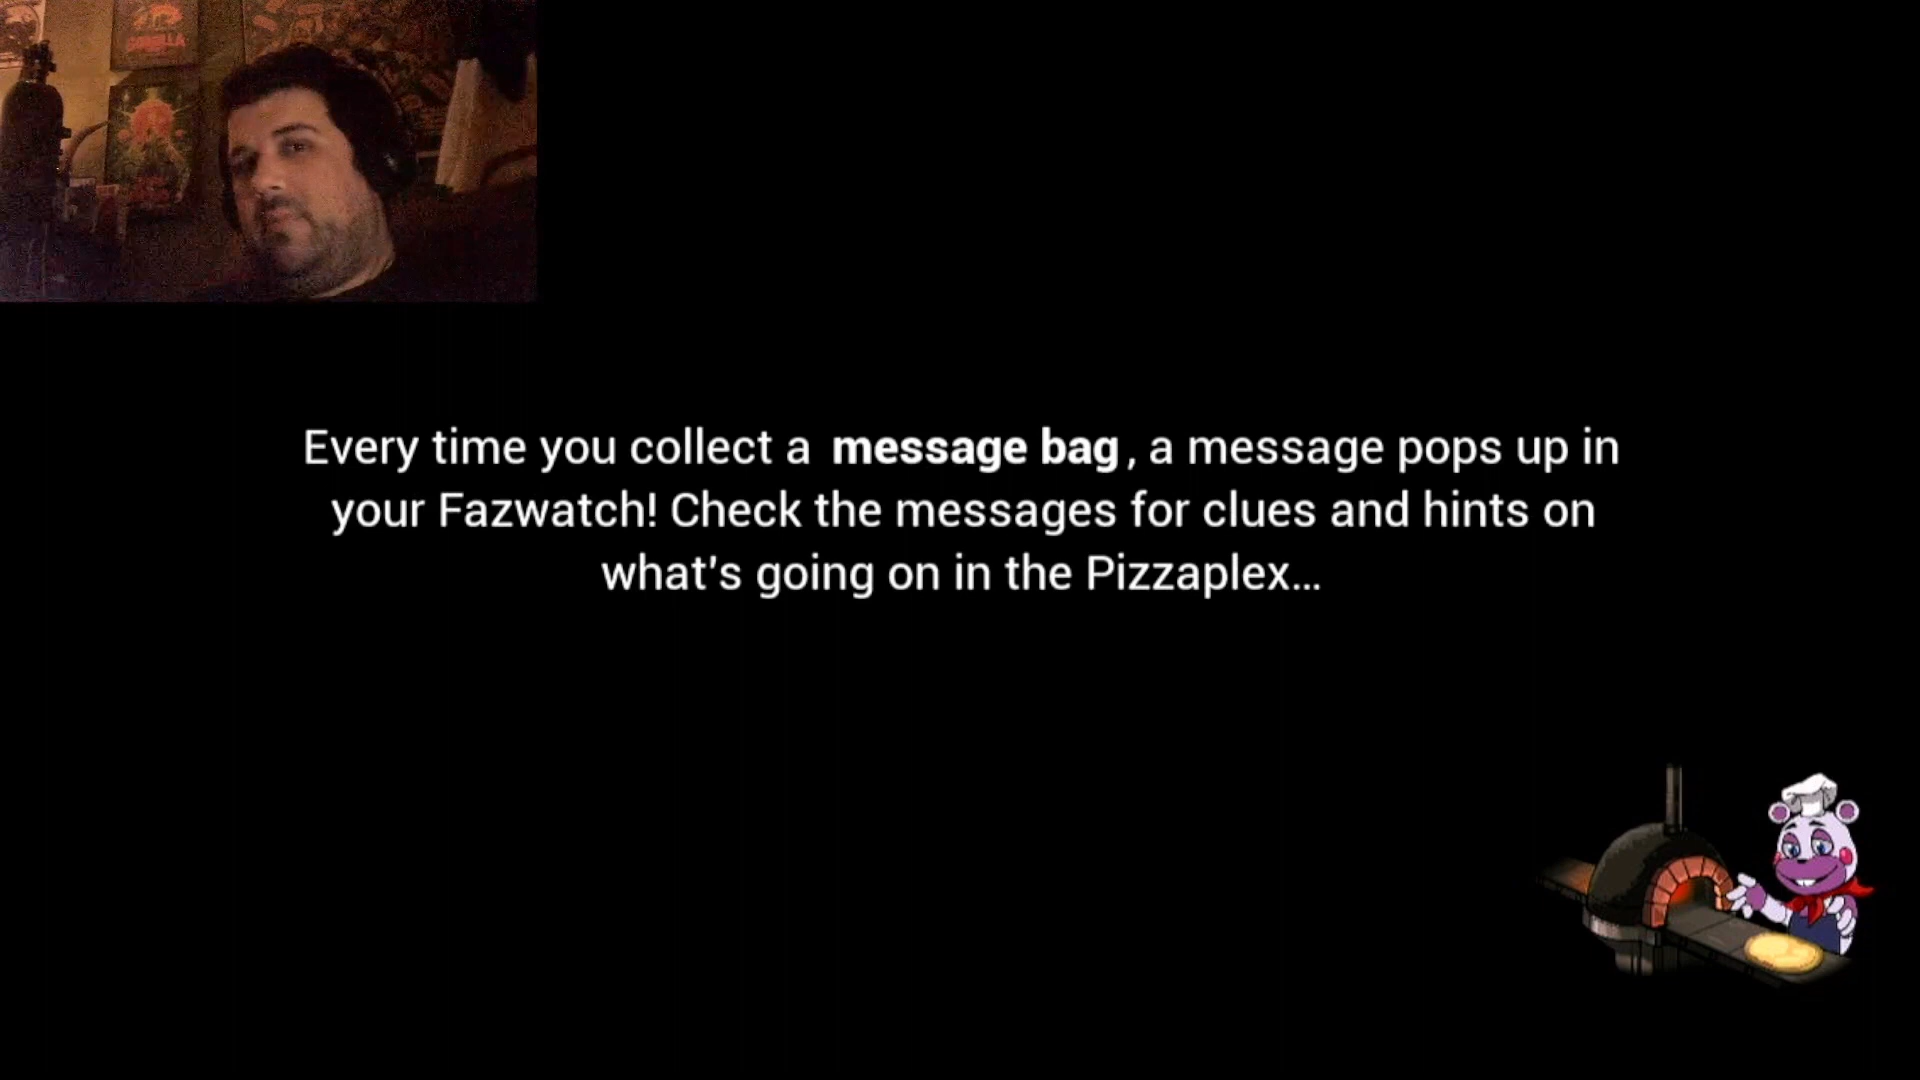 Every time you collect a message bag, a message pops up in
your Fazwatch! Check the messages for clues and hints on
what's going on in the Pizzaplex...